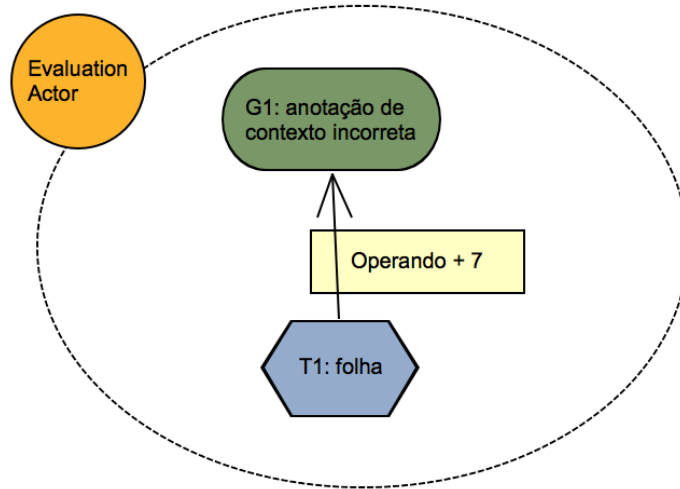 Evaluation
Actor
G1: anotação de
contexto incorreta
Operando + 7
T1: folha